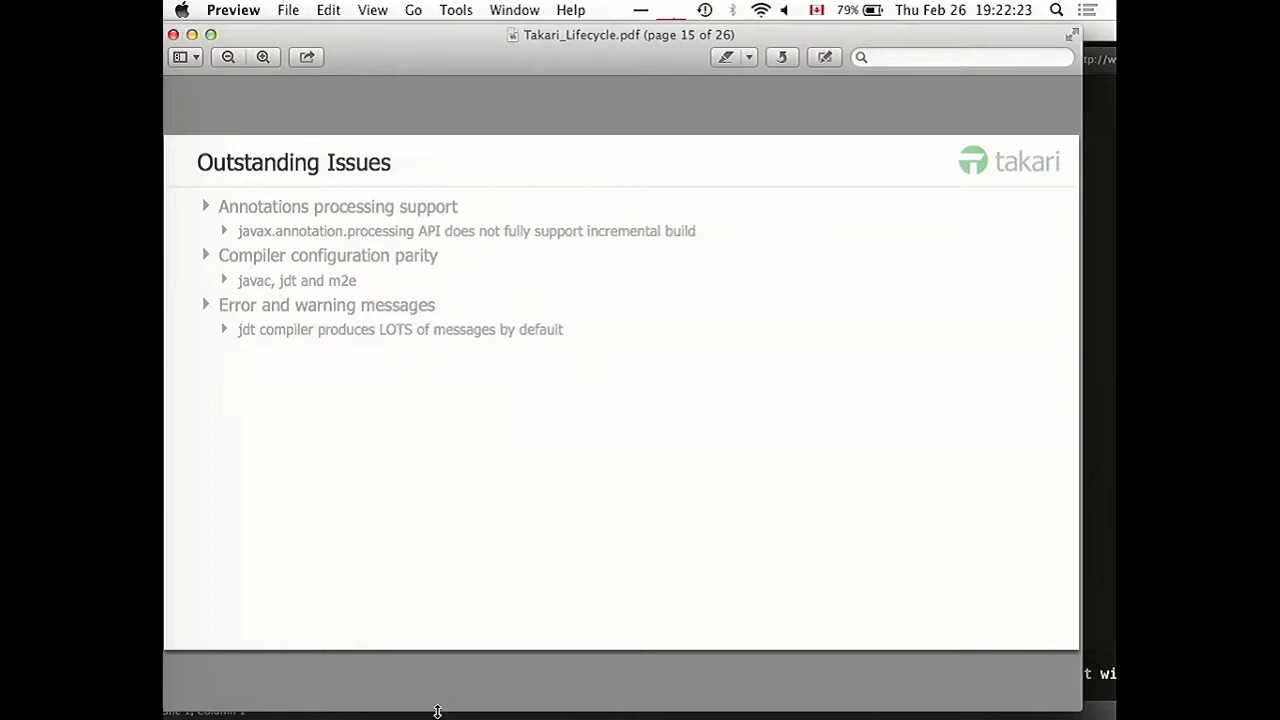 Preview File Edit View Go Tools Window Help 79% Thu Feb 26 19:22:23
Takari_Lifecycle.pdf (page 15 of 26)
tp://w
Outstanding Issues
takari
Annotations processing support
javax.annotation.processing API does not fully support incremental build
Compiler configuration parity
javac, jdt and m2e
Error and warning messages
jdt compiler produces LOTS of messages by default
t wi